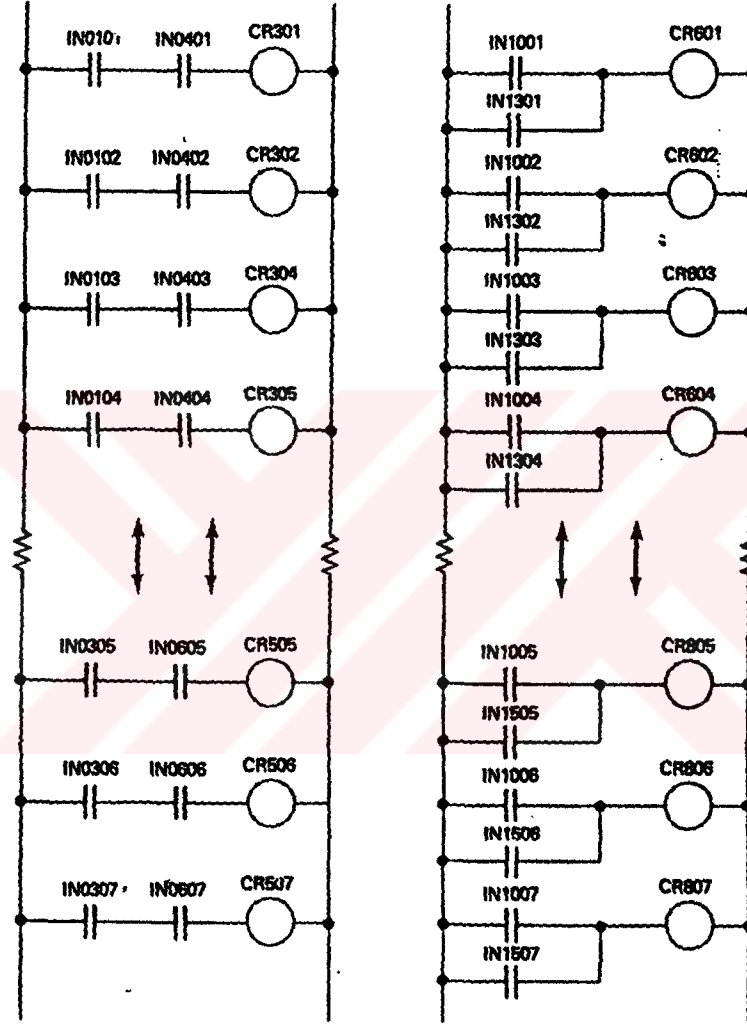 IN0101 IN0401 CR301
IN0102 IN0402 CR302
IN0103 IN0403 CR304
IN0104 IN0404 CR305
IN0305 IN0605 CR505
IN0306 IN0606 CR506
IN0307 IN0607 CR507
IN1001 CR601
IN1301
IN1002 CR602
IN1302
IN1003 CR603
IN1303
IN1004 CR604
IN1304
IN1005 CR805
IN1505
IN1006 CR806
IN1506
IN1007 CR807
IN1507